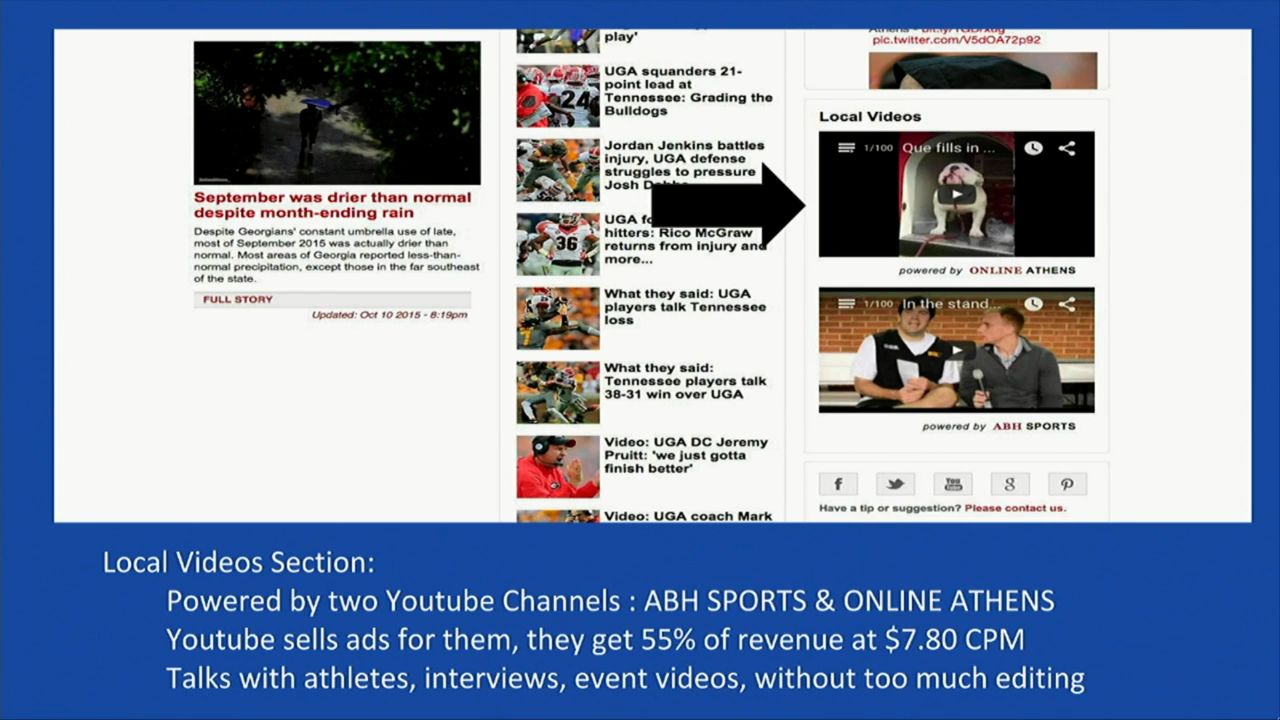 September was drier than normal
despite month-ending rain
Despite Georgians' constant umbrella use of late,
most of September 2015 was actually drier than
normal. Most areas of Georgia reported less-than-
normal precipitation, except those in the far southeast
of the state.
FULL STORY
Updated: Oct 10 2015 - 8:19pm
play'
UGA squanders 21-
point lead at
Tennessee: Grading the
Bulldogs
Jordan Jenkins battles
injury, UGA defense
struggles to pressure
Josh
UGA
hitters: Rico McGraw
returns from injury and
more...
What they said: UGA
players talk Tennessee
loss
What they said:
Tennessee players talk
38-31 win over UGA
Video: UGA DC Jeremy
Pruitt: 'we just gotta
finish better'
Video: UGA coach Mark
pic.twitter.com/V5dOA72p92
Local Videos
1/100 Que fills in ...
powered by ONLINE ATHENS
1/100 In the stand...
powered by ABH SPORTS
f You Tube g p
Have a tip or suggestion? Please contact us.
24
36
Local Videos Section:
Powered by two Youtube Channels : ABH SPORTS & ONLINE ATHENS
Youtube sells ads for them, they get 55% of revenue at $7.80 CPM
Talks with athletes, interviews, event videos, without too much editing